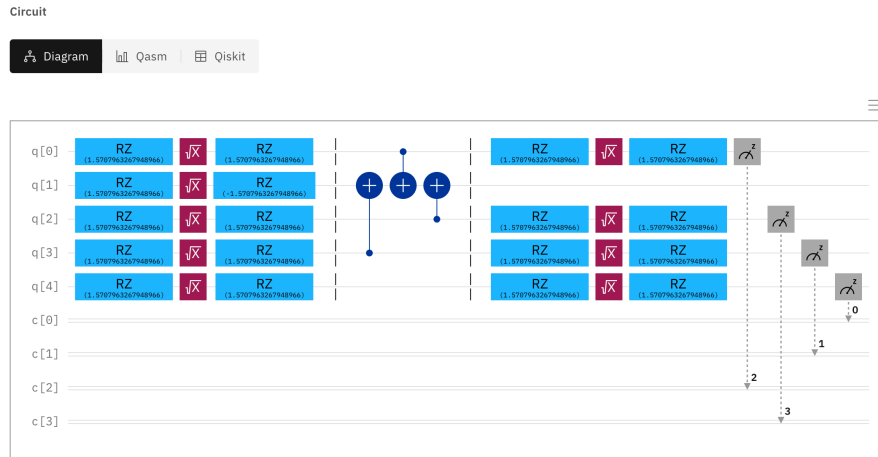 Circuit
Diagram Qasm Qiskit
q[0] RZ (1.5707963267948966) √X RZ (1.5707963267948966) RZ (1.5707963267948966) √X RZ (1.5707963267948966) z
q[1] RZ (1.5707963267948966) √X RZ (-1.5707963267948966) + + +
q[2] RZ (1.5707963267948966) √X RZ (1.5707963267948966) RZ (1.5707963267948966) √X RZ (1.5707963267948966) z
q[3] RZ (1.5707963267948966) √X RZ (1.5707963267948966) RZ (1.5707963267948966) √X RZ (1.5707963267948966) z
q[4] RZ (1.5707963267948966) √X RZ (1.5707963267948966) RZ (1.5707963267948966) √X RZ (1.5707963267948966) z
c[0] 0
c[1] 1
c[2] 2
c[3] 3